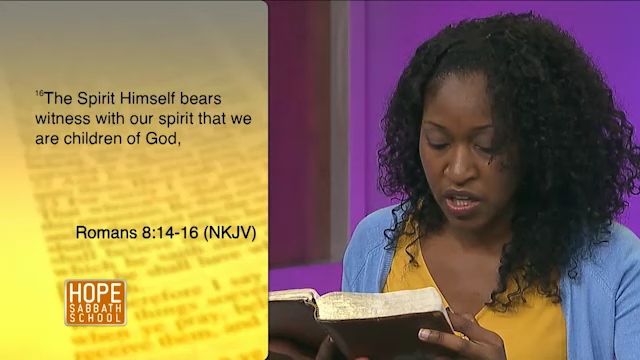 16The Spirit Himself bears
witness with our spirit that we
are children of God,
Romans 8:14-16 (NKJV)
HOPE
SABBATH
SCHOOL